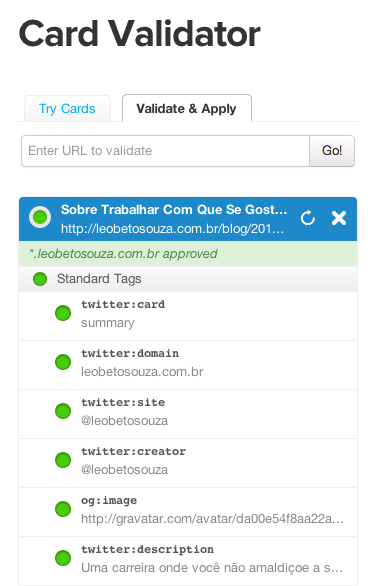 Card Validator
Try Cards
Validate & Apply
Enter URL to validate
Go!
Sobre Trabalhar Com Que Se Gost...
http://leobetosouza.com.br/blog/201...
*.leobetosouza.com.br approved
Standard Tags
twitter:card
summary
twitter:domain
leobetosouza.com.br
twitter:site
@leobetosouza
twitter:creator
@leobetosouza
og:image
http://gravatar.com/avatar/da00e54f8aa22a...
twitter:description
Uma carreira onde você não amaldiçoe a s...